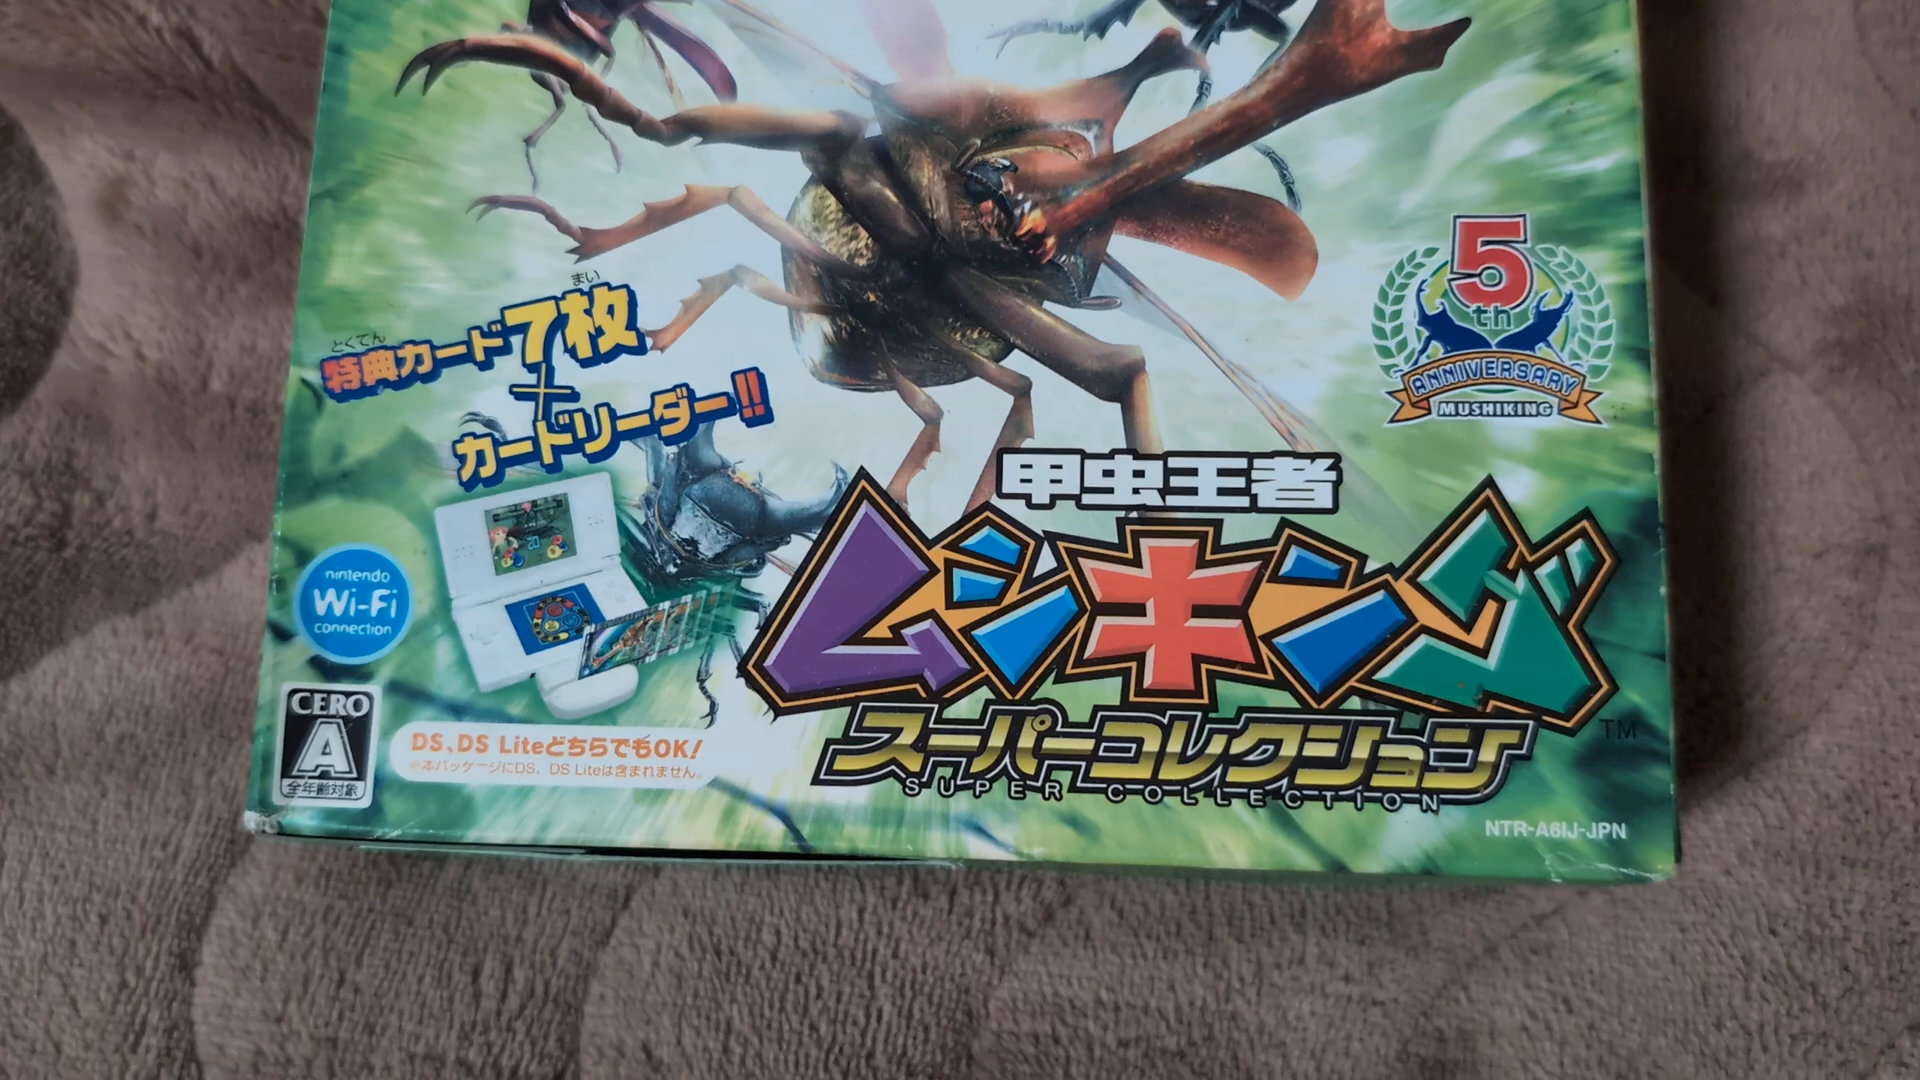 5
th
ANNIVERSARY
MUSHIKING
まい
とくてん
特典カード7枚
+
カードリーダー!!
甲虫王者
ムシキング
スーパーコレクション
SUPER COLLECTION
TM
nintendo
Wi-Fi
connection
CERO
A
全年齢対象
DS、DS LiteどちらでもOK!
※本パッケージにDS、DS Liteは含まれません。
NTR-A6IJ-JPN